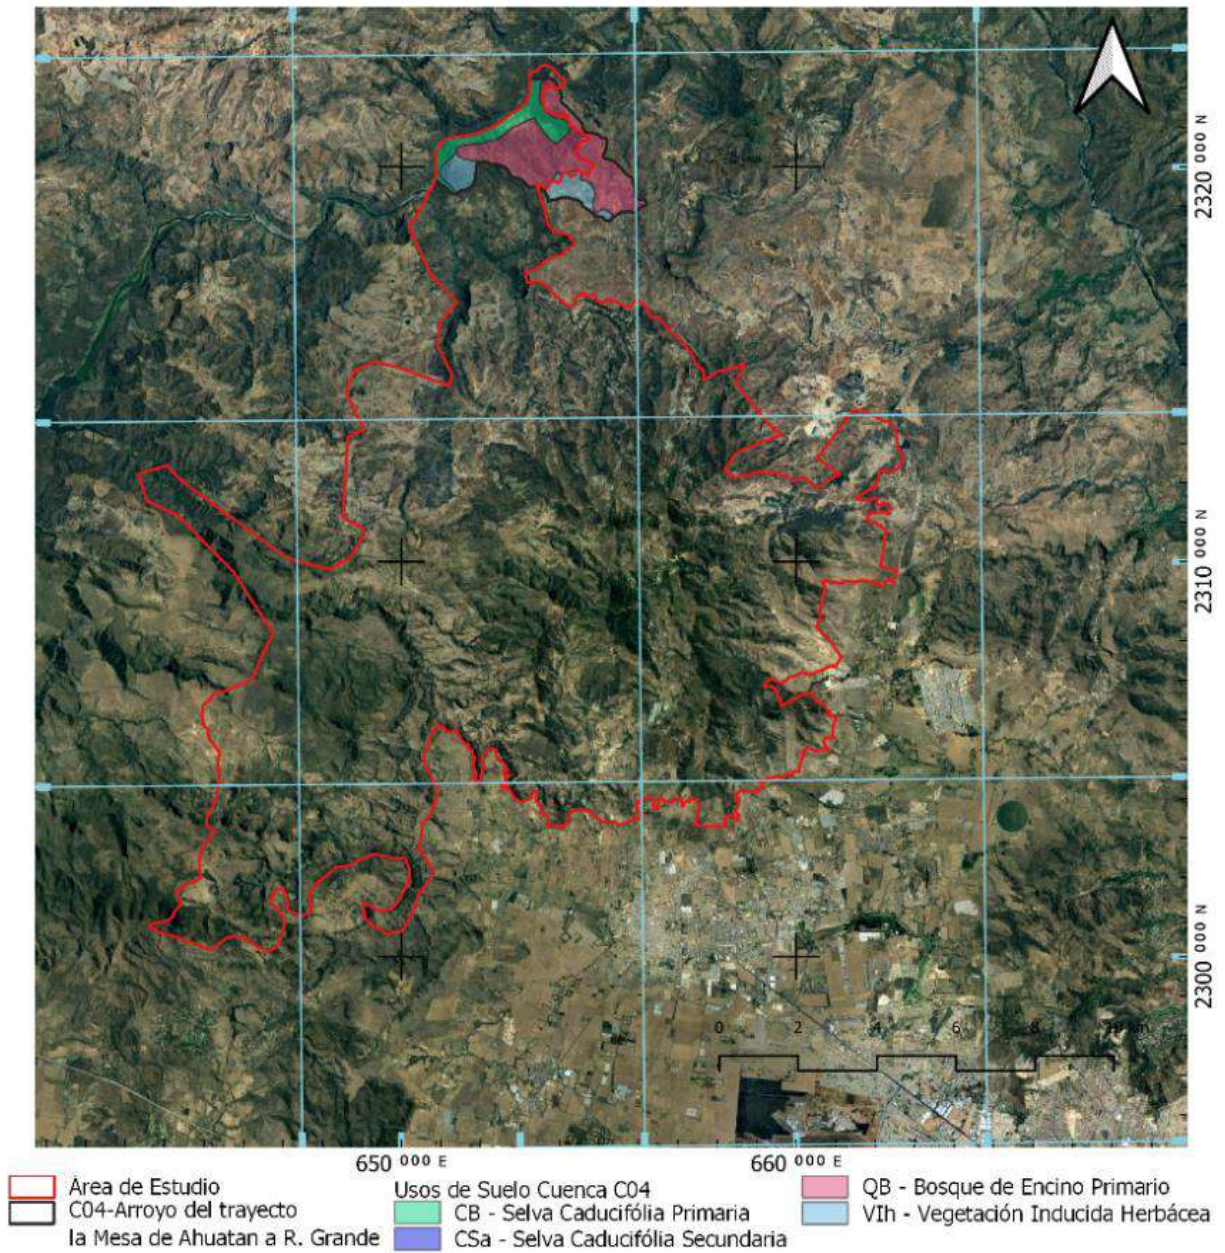 2320 000 N
2310 000 N
2300 000 N
0 2 4 6 8 10 km
650 000 E 660 000 E
Área de Estudio
C04-Arroyo del trayecto
la Mesa de Ahuatan a R. Grande
Usos de Suelo Cuenca C04
CB - Selva Caducifólia Primaria
CSa - Selva Caducifólia Secundaria
QB - Bosque de Encino Primario
VIh - Vegetación Inducida Herbácea